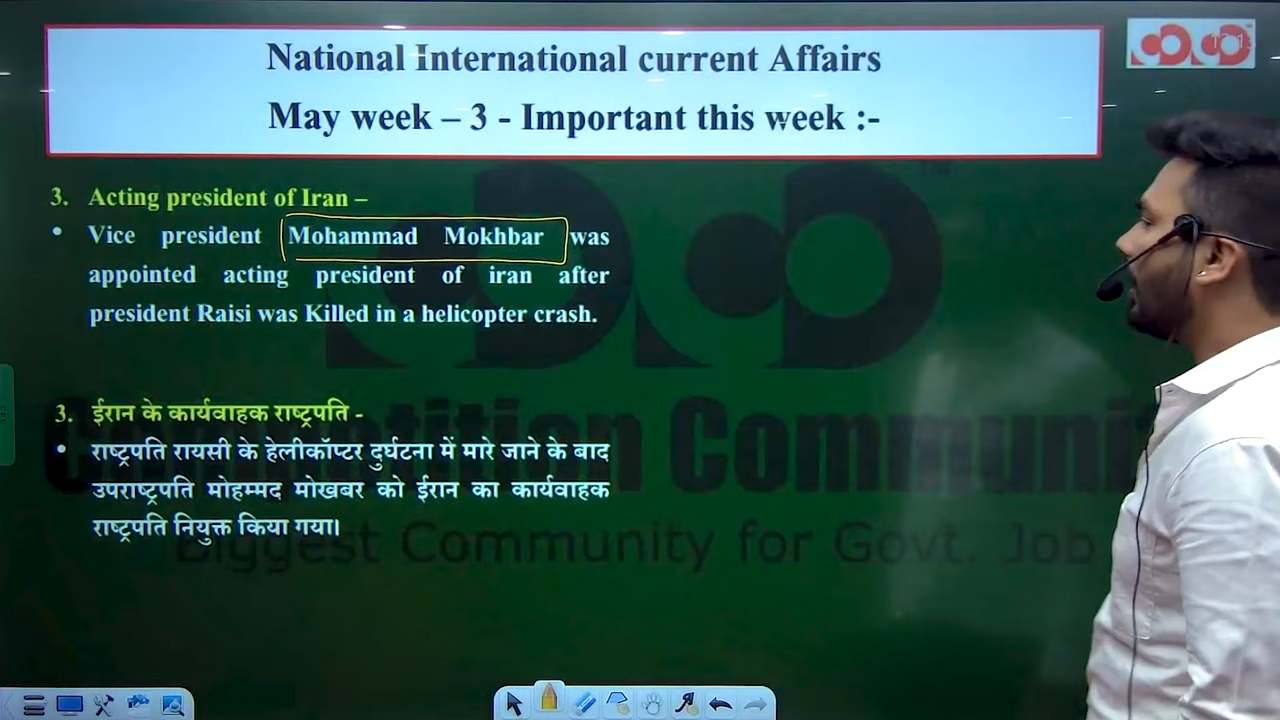 National International current Affairs
May week – 3 - Important this week :-
3. Acting president of Iran –
• Vice president Mohammad Mokhbar was
appointed acting president of iran after
president Raisi was Killed in a helicopter crash.
3. ईरान के कार्यवाहक राष्ट्रपति -
• राष्ट्रपति रायसी के हेलीकॉप्टर दुर्घटना में मारे जाने के बाद
उपराष्ट्रपति मोहम्मद मोखबर को ईरान का कार्यवाहक
राष्ट्रपति नियुक्त किया गया।
Competition Communi
Biggest Community for Govt. Job